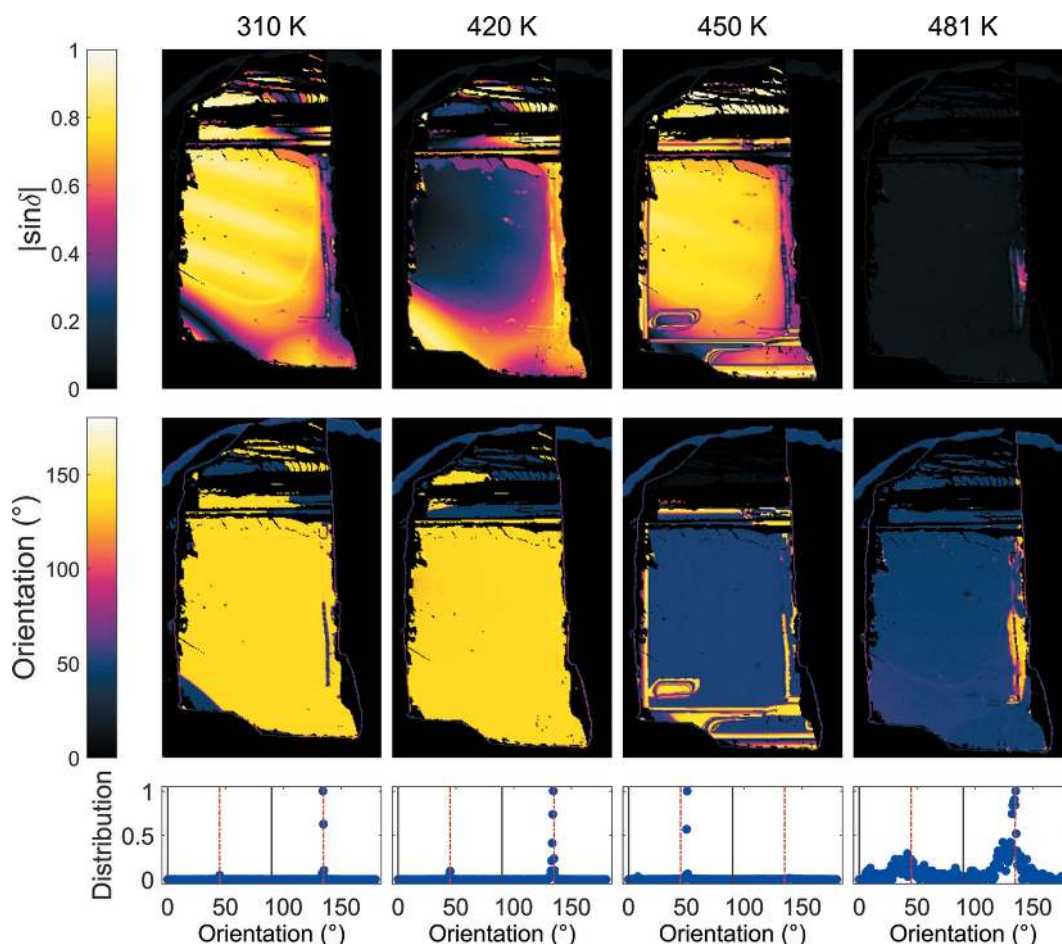 310 K 420 K 450 K 481 K
1
0.8
0.6
0.4
0.2
0
|sinδ|
150
100
50
0
Orientation (°)
1
0.5
0
Distribution
0 50 100 150 0 50 100 150 0 50 100 150 0 50 100 150
Orientation (°) Orientation (°) Orientation (°) Orientation (°)